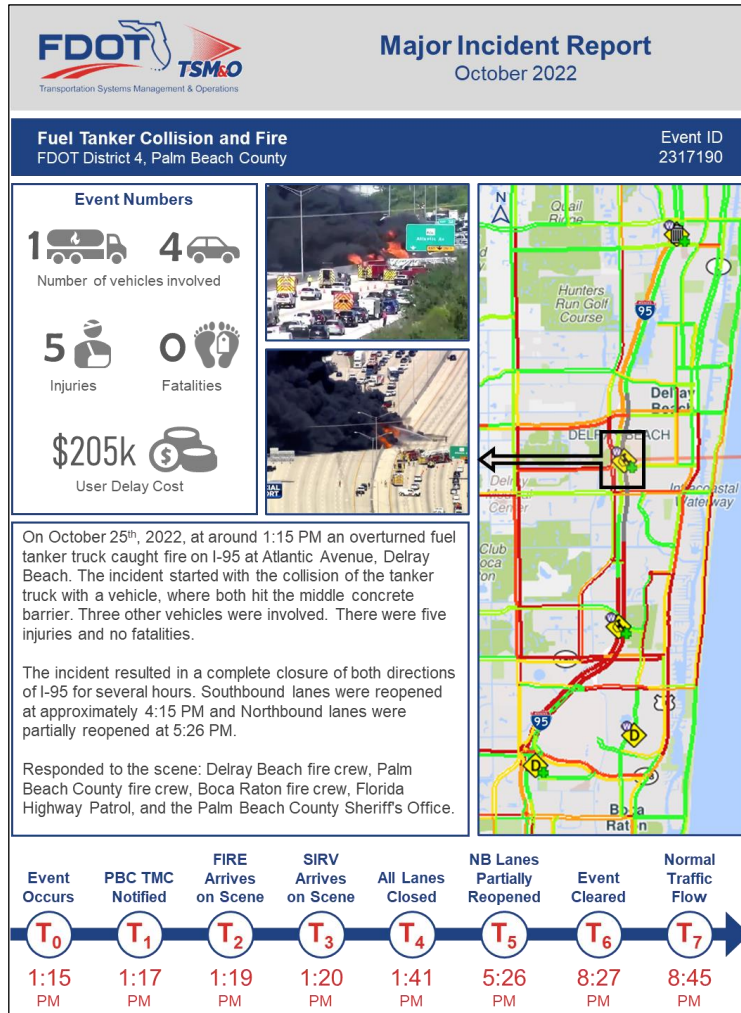 FDOT
TSM&O
Transportation Systems Management & Operations
Major Incident Report
October 2022
Fuel Tanker Collision and Fire
FDOT District 4, Palm Beach County
Event ID
2317190
Event Numbers
1
4
Number of vehicles involved
5
0
Injuries
Fatalities
$205k
$
User Delay Cost
Atlantic Av
On October 25th, 2022, at around 1:15 PM an overturned fuel
tanker truck caught fire on I-95 at Atlantic Avenue, Delray
Beach. The incident started with the collision of the tanker
truck with a vehicle, where both hit the middle concrete
barrier. Three other vehicles were involved. There were five
injuries and no fatalities.
The incident resulted in a complete closure of both directions
of I-95 for several hours. Southbound lanes were reopened
at approximately 4:15 PM and Northbound lanes were
partially reopened at 5:26 PM.
Responded to the scene: Delray Beach fire crew, Palm
Beach County fire crew, Boca Raton fire crew, Florida
Highway Patrol, and the Palm Beach County Sheriff's Office.
N
Quail
Ridge
W
Hunters
Run Golf
Course
95
Delray
Beach
DELRAY BEACH
Delray
Medical
Center
Intracoastal
Waterway
Club
oca
ton
W
95
W
D
D
Boca
Raton
Event
Occurs
PBC TMC
Notified
FIRE
Arrives
on Scene
SIRV
Arrives
on Scene
All Lanes
Closed
NB Lanes
Partially
Reopened
Event
Cleared
Normal
Traffic
Flow
T0
T1
T2
T3
T4
T5
T6
T7
1:15
PM
1:17
PM
1:19
PM
1:20
PM
1:41
PM
5:26
PM
8:27
PM
8:45
PM